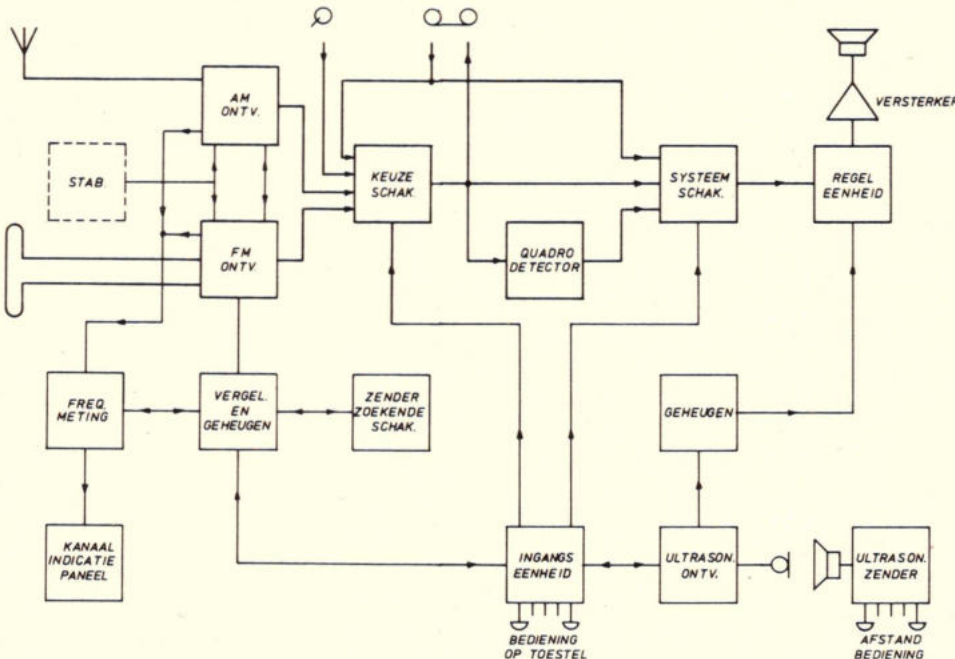 AM
ONTV.
VERSTERKER
STAB.
KEUZE
SCHAK.
SYSTEEM
SCHAK.
REGEL
EENHEID
FM
ONTV.
QUADRO
DETECTOR
FREQ.
METING
VERGEL.
EN
GEHEUGEN
ZENDER
ZOEKENDE
SCHAK.
GEHEUGEN
KANAAL
INDICATIE
PANEEL
INGANGS
EENHEID
ULTRASON.
ONTV.
ULTRASON.
ZENDER
BEDIENING
OP TOESTEL
AFSTAND
BEDIENING